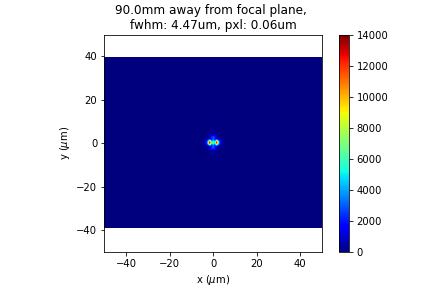 90.0mm away from focal plane,
fwhm: 4.47um, pxl: 0.06um
40
20
0
−20
−40
y (μm)
−40 −20 0 20 40
x (μm)
14000
12000
10000
8000
6000
4000
2000
0